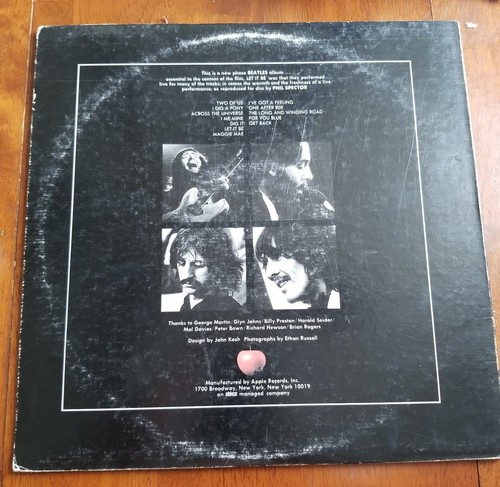 This is a new phase BEATLES album . . .
essential to the content of the film, LET IT BE was that they performed
live for many of the tracks; in comes the warmth and the freshness of a live
performance; as reproduced for disc by PHIL SPECTOR
TWO OF US I'VE GOT A FEELING
I DIG A PONY ONE AFTER 909
ACROSS THE UNIVERSE THE LONG AND WINDING ROAD
I ME MINE FOR YOU BLUE
DIG IT GET BACK
LET IT BE
MAGGIE MAE
Thanks to George Martin/Glyn Johns/Billy Preston/Harold Seider/
Mal Davies/Peter Bown/Richard Hewson/Brian Rogers
Design by John Kosh Photographs by Ethan Russell
Manufactured by Apple Records, Inc.
1700 Broadway, New York, New York 10019
an abkco managed company